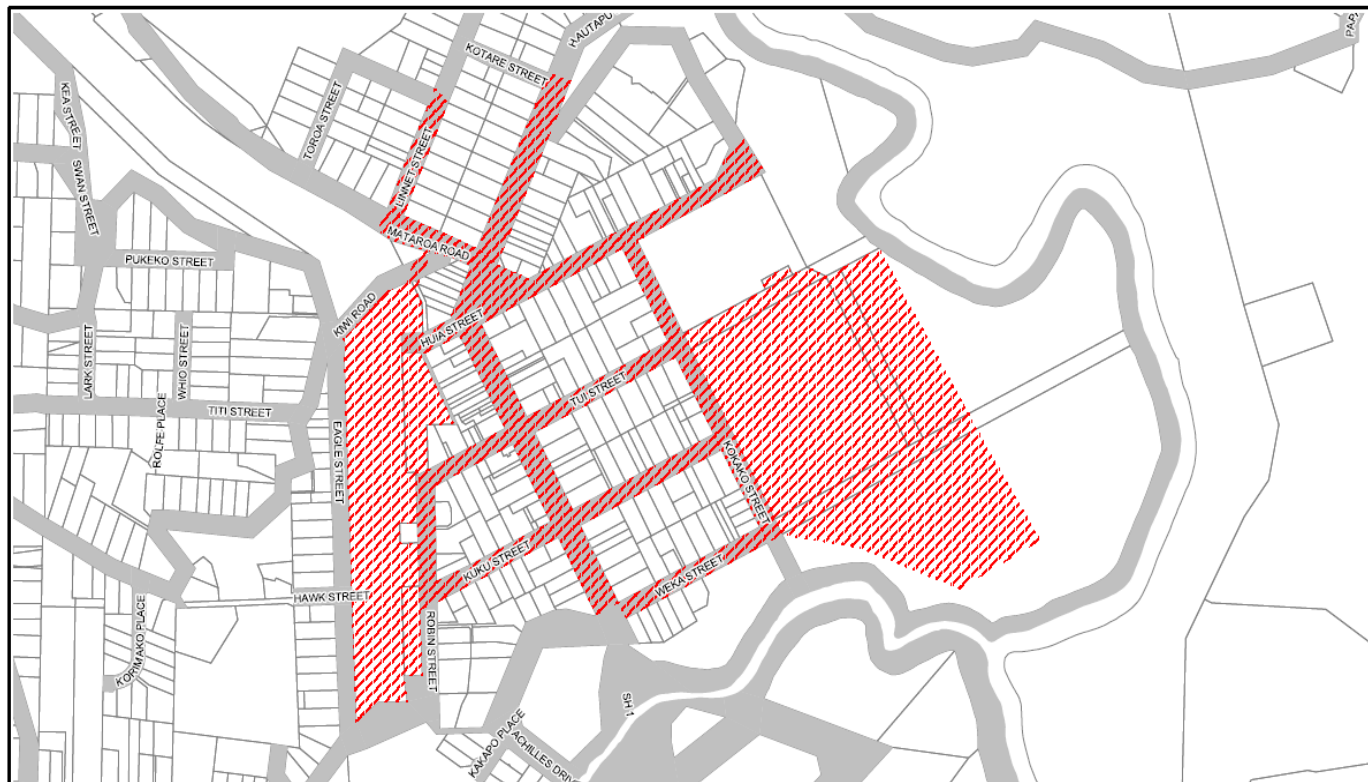 HAUTAPU
PAP
KOTARE STREET
KEA STREET
TOROA STREET
LINNET STREET
SWAN STREET
MATAROA ROAD
PUKEKO STREET
KIWI ROAD
HUIA STREET
LARK STREET
WHIO STREET
TITI STREET
TUI STREET
ROLFE PLACE
EAGLE STREET
KOKAKO STREET
KUKU STREET
WEKA STREET
HAWK STREET
KORIMAKO PLACE
ROBIN STREET
SH 1
KAKAPO PLACE
ACHILLES DRIV